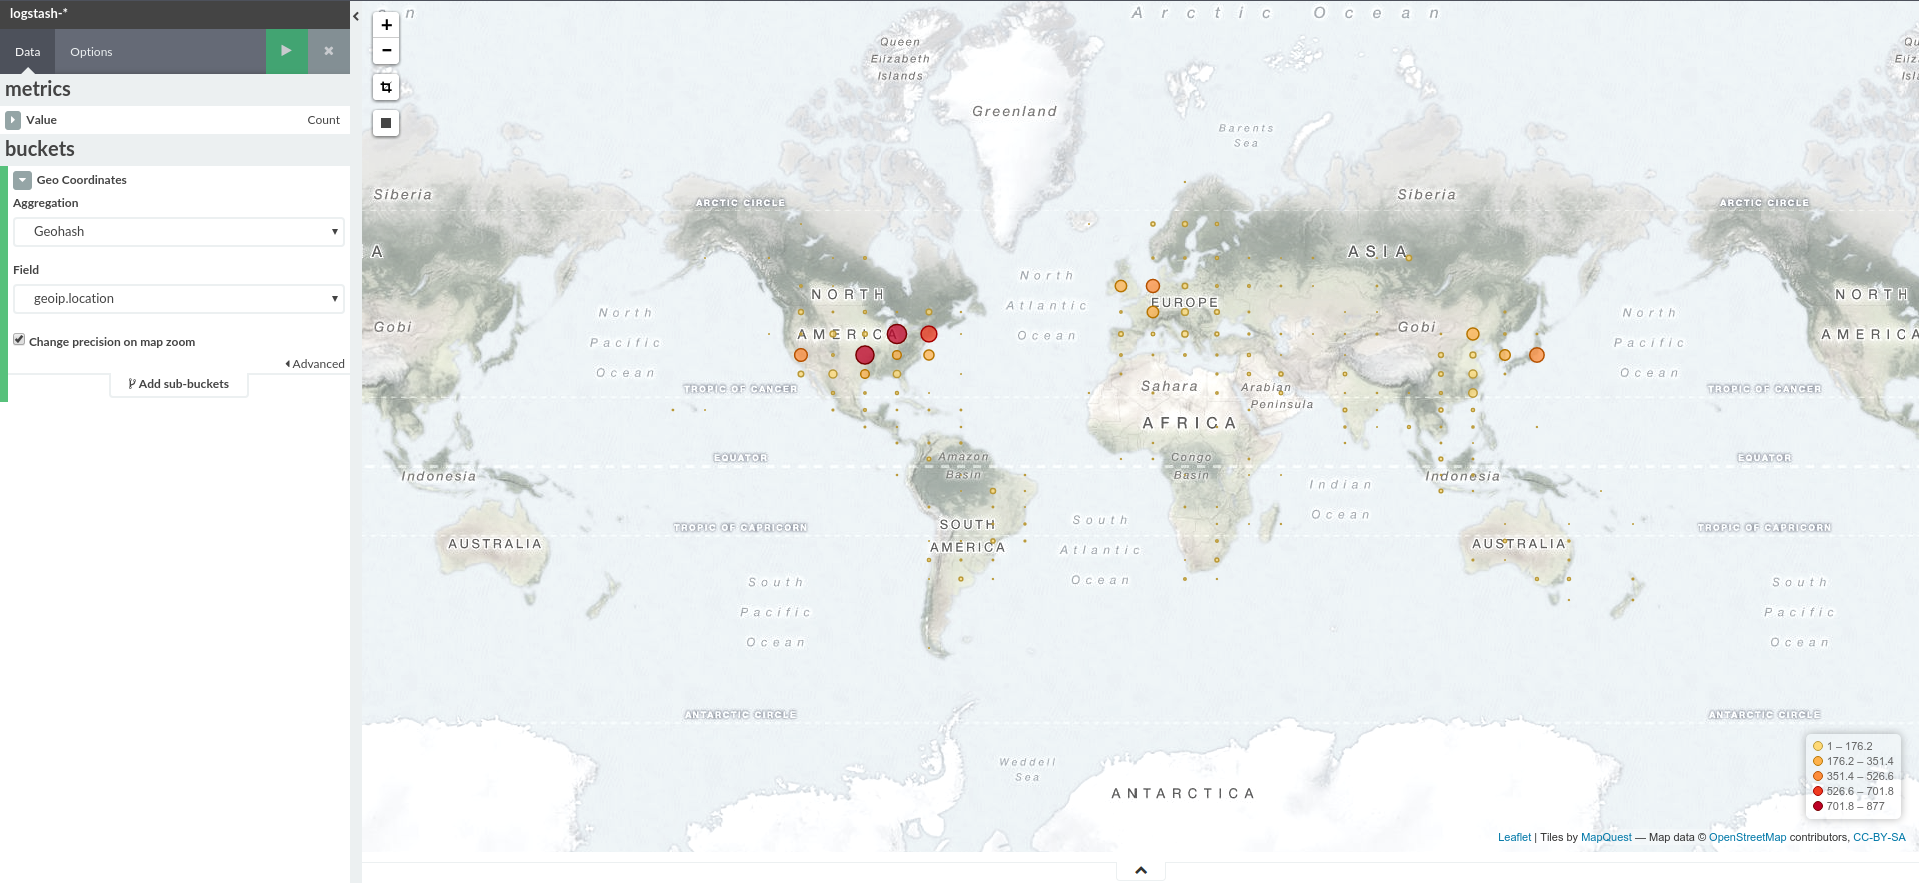 logstash-*
Data
Options
metrics
Value
Count
buckets
Geo Coordinates
Aggregation
Geohash
Field
geoip.location
Change precision on map zoom
Advanced
Add sub-buckets
+
−
n
Arctic Ocean
Queen
Elizabeth
Islands
Greenland
Barents
Sea
Siberia
ARCTIC CIRCLE
Siberia
ARCTIC CIRCLE
A
ASIA
North
Atlantic
Ocean
NORTH
AMERICA
EUROPE
NORTH
AMERICA
Gobi
North
Pacific
Ocean
Gobi
North
Pacific
Ocean
TROPIC OF CANCER
Sahara
Arabian
Peninsula
TROPIC OF CANCER
AFRICA
EQUATOR
Amazon
Basin
Congo
Basin
EQUATOR
Indonesia
Indian
Ocean
Indonesia
TROPIC OF CAPRICORN
SOUTH
AMERICA
South
Atlantic
Ocean
TROPIC OF CAPRICORN
AUSTRALIA
AUSTRALIA
South
Pacific
Ocean
South
Pacific
Ocean
ANTARCTIC CIRCLE
ANTARCTIC CIRCLE
Weddell
Sea
ANTARCTICA
1 – 176.2
176.2 – 351.4
351.4 – 526.6
526.6 – 701.8
701.8 – 877
Leaflet | Tiles by MapQuest — Map data © OpenStreetMap contributors, CC-BY-SA